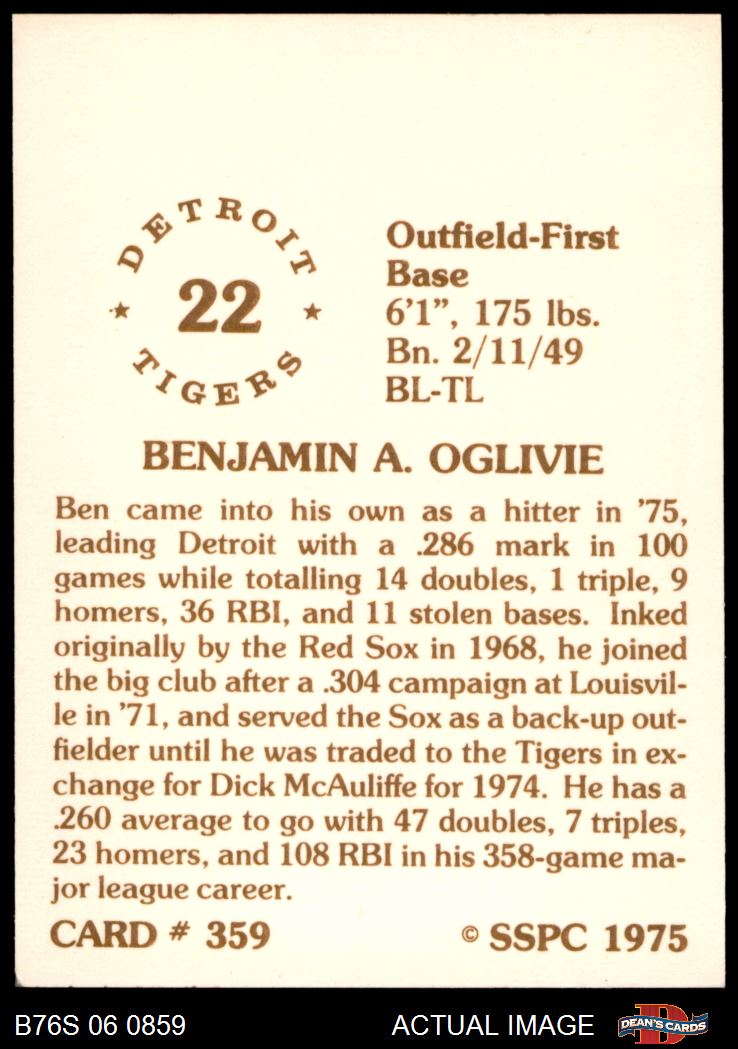 DETROIT
22
TIGERS
Outfield-First
Base
6'1”, 175 lbs.
Bn. 2/11/49
BL-TL
BENJAMIN A. OGLIVIE
Ben came into his own as a hitter in ’75,
leading Detroit with a .286 mark in 100
games while totalling 14 doubles, 1 triple, 9
homers, 36 RBI, and 11 stolen bases. Inked
originally by the Red Sox in 1968, he joined
the big club after a .304 campaign at Louisvil-
le in ’71, and served the Sox as a back-up out-
fielder until he was traded to the Tigers in ex-
change for Dick McAuliffe for 1974. He has a
.260 average to go with 47 doubles, 7 triples,
23 homers, and 108 RBI in his 358-game ma-
jor league career.
CARD # 359
© SSPC 1975
B76S 06 0859
ACTUAL IMAGE
D
DEAN'S CARDS